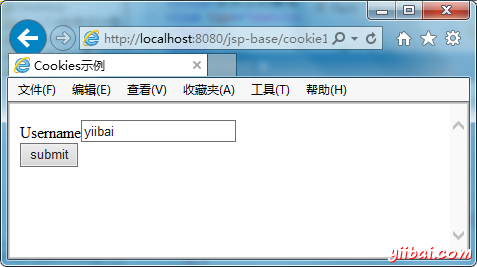 http://localhost:8080/jsp-base/cookie1
Cookies示例
文件(F) 编辑(E) 查看(V) 收藏夹(A) 工具(T) 帮助(H)
Username yiibai
submit
yiibai.com